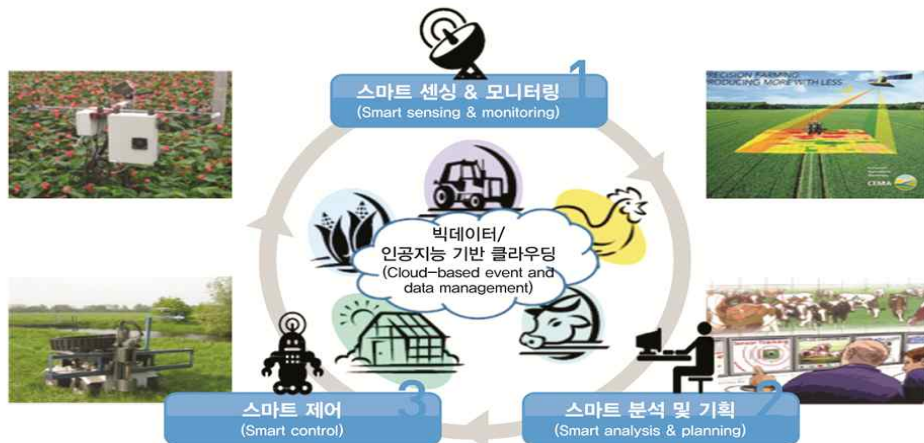 1
스마트 센싱 & 모니터링
(Smart sensing & monitoring)
PRECISION FARMING
PRODUCING MORE WITH LESS
CEMA
빅데이터/
인공지능 기반 클라우딩
(Cloud-based event and
data management)
3
스마트 제어
(Smart control)
2
스마트 분석 및 기획
(Smart analysis & planning)